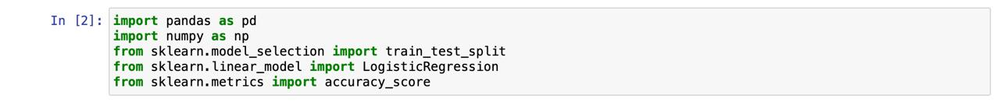 In [2]: import pandas as pd
import numpy as np
from sklearn.model_selection import train_test_split
from sklearn.linear_model import LogisticRegression
from sklearn.metrics import accuracy_score